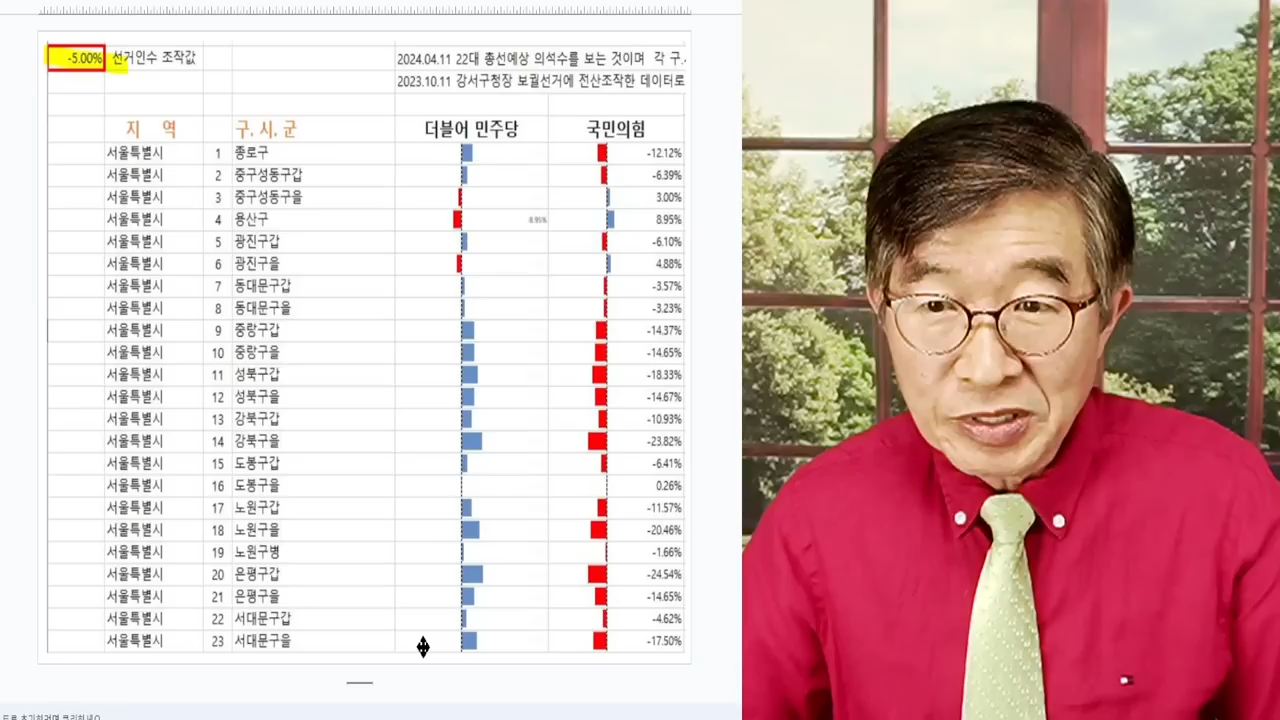 -5.00% 선거인수 조작값 2024.04.11 22대 총선예상 의석수를 보는 것이며 각 구.
2023.10.11 강서구청장 보궐선거에 전산조작한 데이터로
지 역 구. 시. 군 더불어 민주당 국민의힘
서울특별시 1 종로구 -12.12%
서울특별시 2 중구성동구갑 -6.39%
서울특별시 3 중구성동구을 3.00%
서울특별시 4 용산구 8.95% 8.95%
서울특별시 5 광진구갑 -6.10%
서울특별시 6 광진구을 4.88%
서울특별시 7 동대문구갑 -3.57%
서울특별시 8 동대문구을 -3.23%
서울특별시 9 중랑구갑 -14.37%
서울특별시 10 중랑구을 -14.65%
서울특별시 11 성북구갑 -18.33%
서울특별시 12 성북구을 -14.67%
서울특별시 13 강북구갑 -10.93%
서울특별시 14 강북구을 -23.82%
서울특별시 15 도봉구갑 -6.41%
서울특별시 16 도봉구을 0.26%
서울특별시 17 노원구갑 -11.57%
서울특별시 18 노원구을 -20.46%
서울특별시 19 노원구병 -1.66%
서울특별시 20 은평구갑 -24.54%
서울특별시 21 은평구을 -14.65%
서울특별시 22 서대문구갑 -4.62%
서울특별시 23 서대문구을 -17.50%